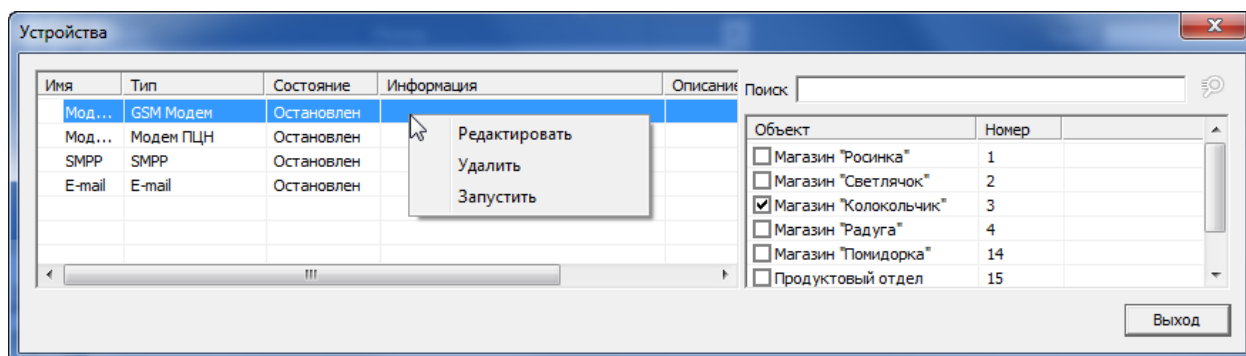 Устройства
Имя Тип Состояние Информация Описание
Мод... GSM Модем Остановлен
Мод... Модем ПЦН Остановлен
SMPP SMPP Остановлен
E-mail E-mail Остановлен
Редактировать
Удалить
Запустить
Поиск
Объект Номер
Магазин "Росинка" 1
Магазин "Светлячок" 2
Магазин "Колокольчик" 3
Магазин "Радуга" 4
Магазин "Помидорка" 14
Продуктовый отдел 15
Выход